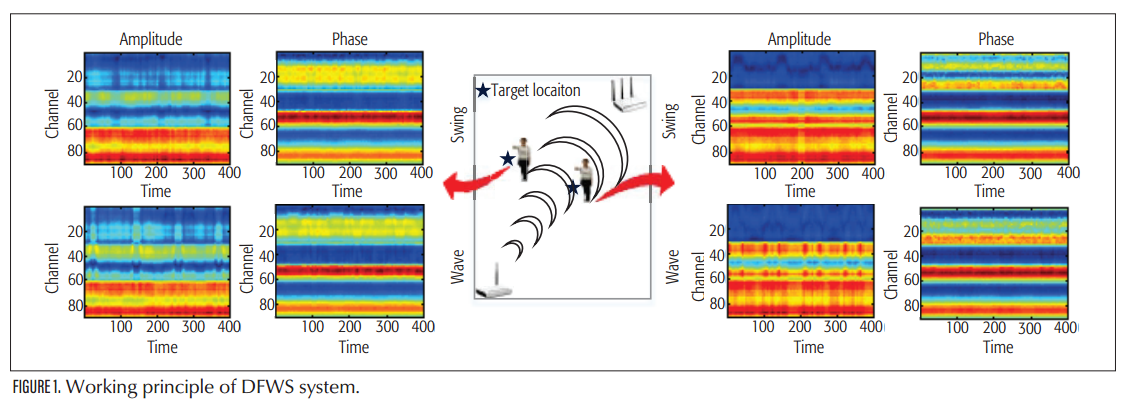 Amplitude Phase Amplitude Phase
20 20 20 20
40 40 40 40
60 60 60 60
80 80 80 80
Channel Channel Swing Swing Channel Channel
100 200 300 400 100 200 300 400 100 200 300 400 100 200 300 400
Time Time Time Time
Target locaiton
20 20 20 20
40 40 40 40
60 60 60 60
80 80 80 80
Channel Channel Wave Wave Channel Channel
100 200 300 400 100 200 300 400 100 200 300 400 100 200 300 400
Time Time Time Time
FIGURE 1. Working principle of DFWS system.